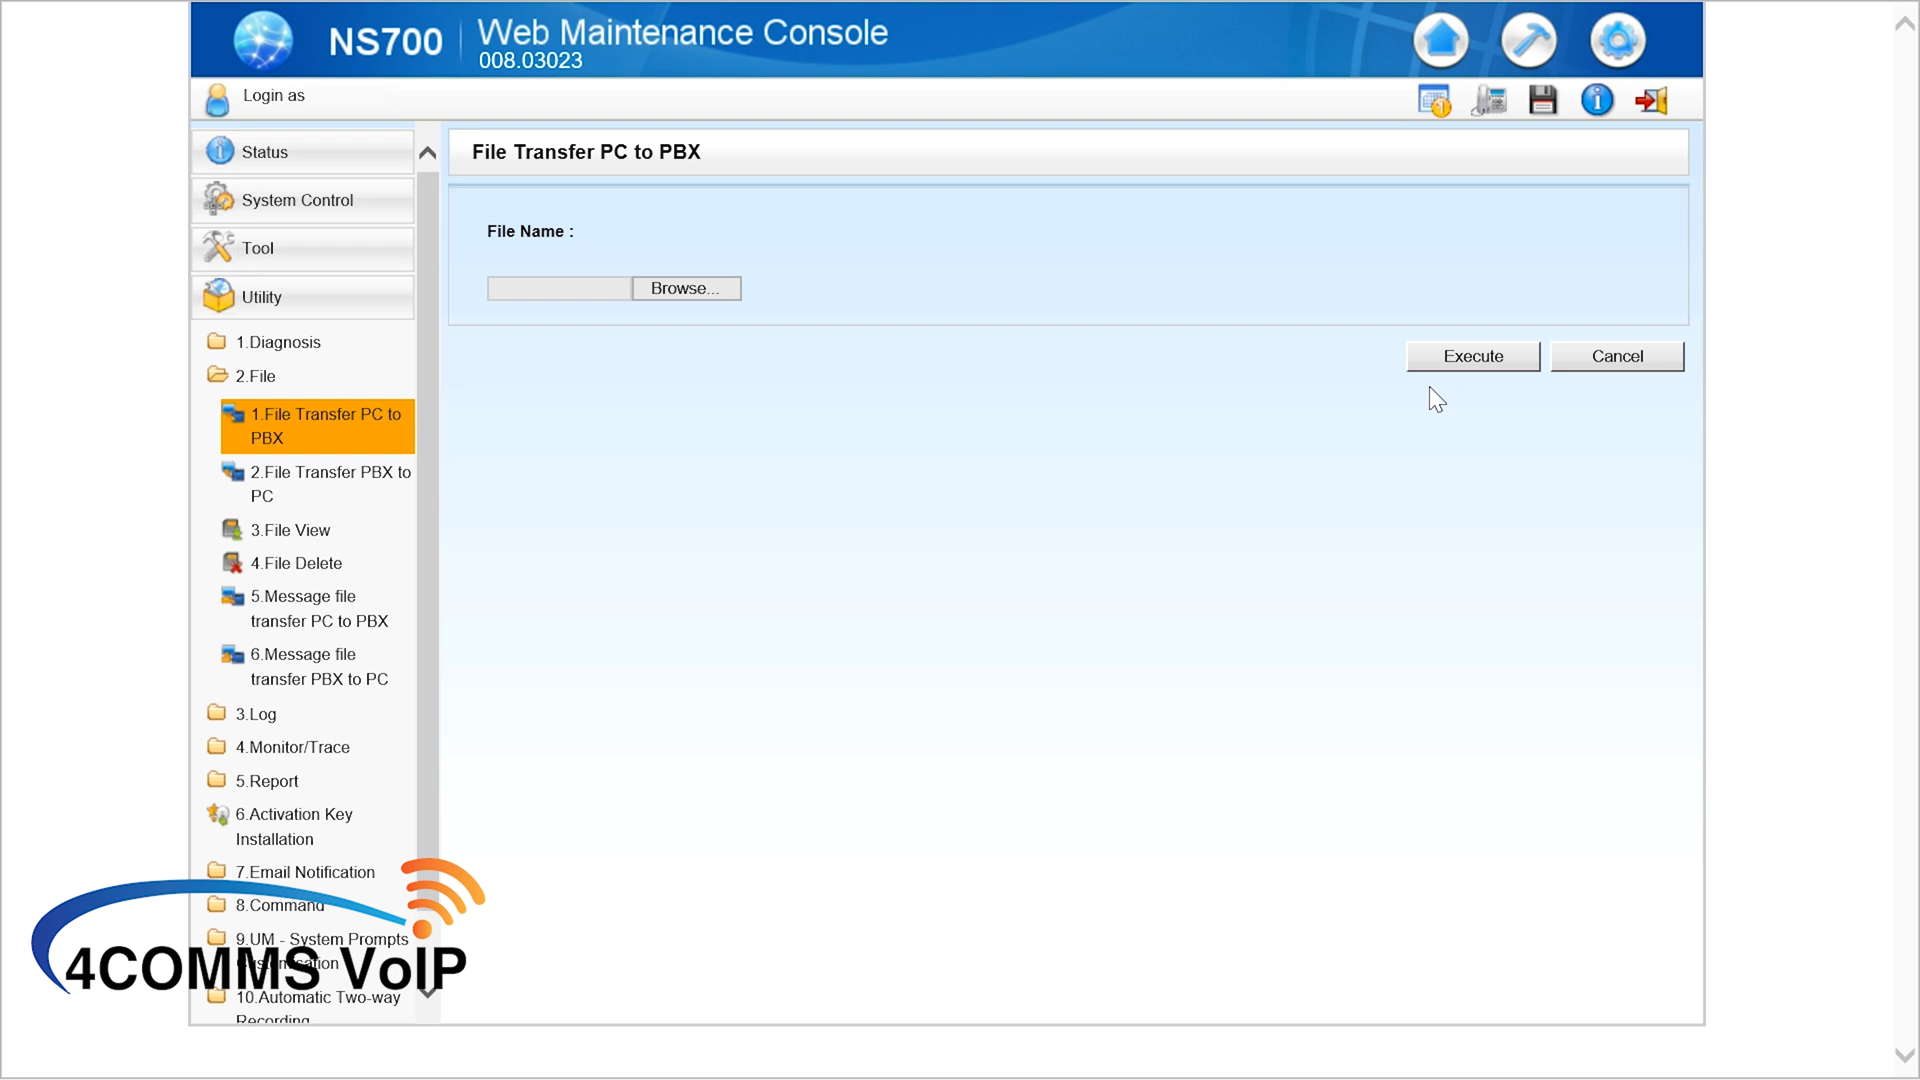 NS700
Web Maintenance Console
008.03023
Login as
Status
System Control
Tool
Utility
1.Diagnosis
2.File
1.File Transfer PC to
PBX
2.File Transfer PBX to
PC
3.File View
4.File Delete
5.Message file
transfer PC to PBX
6.Message file
transfer PBX to PC
3.Log
4.Monitor/Trace
5.Report
6.Activation Key
Installation
7.Email Notification
8.Command
9.UM - System Prompts
Customisation
10.Automatic Two-way
Recording
File Transfer PC to PBX
File Name :
Browse...
Execute
Cancel
4COMMS VoIP